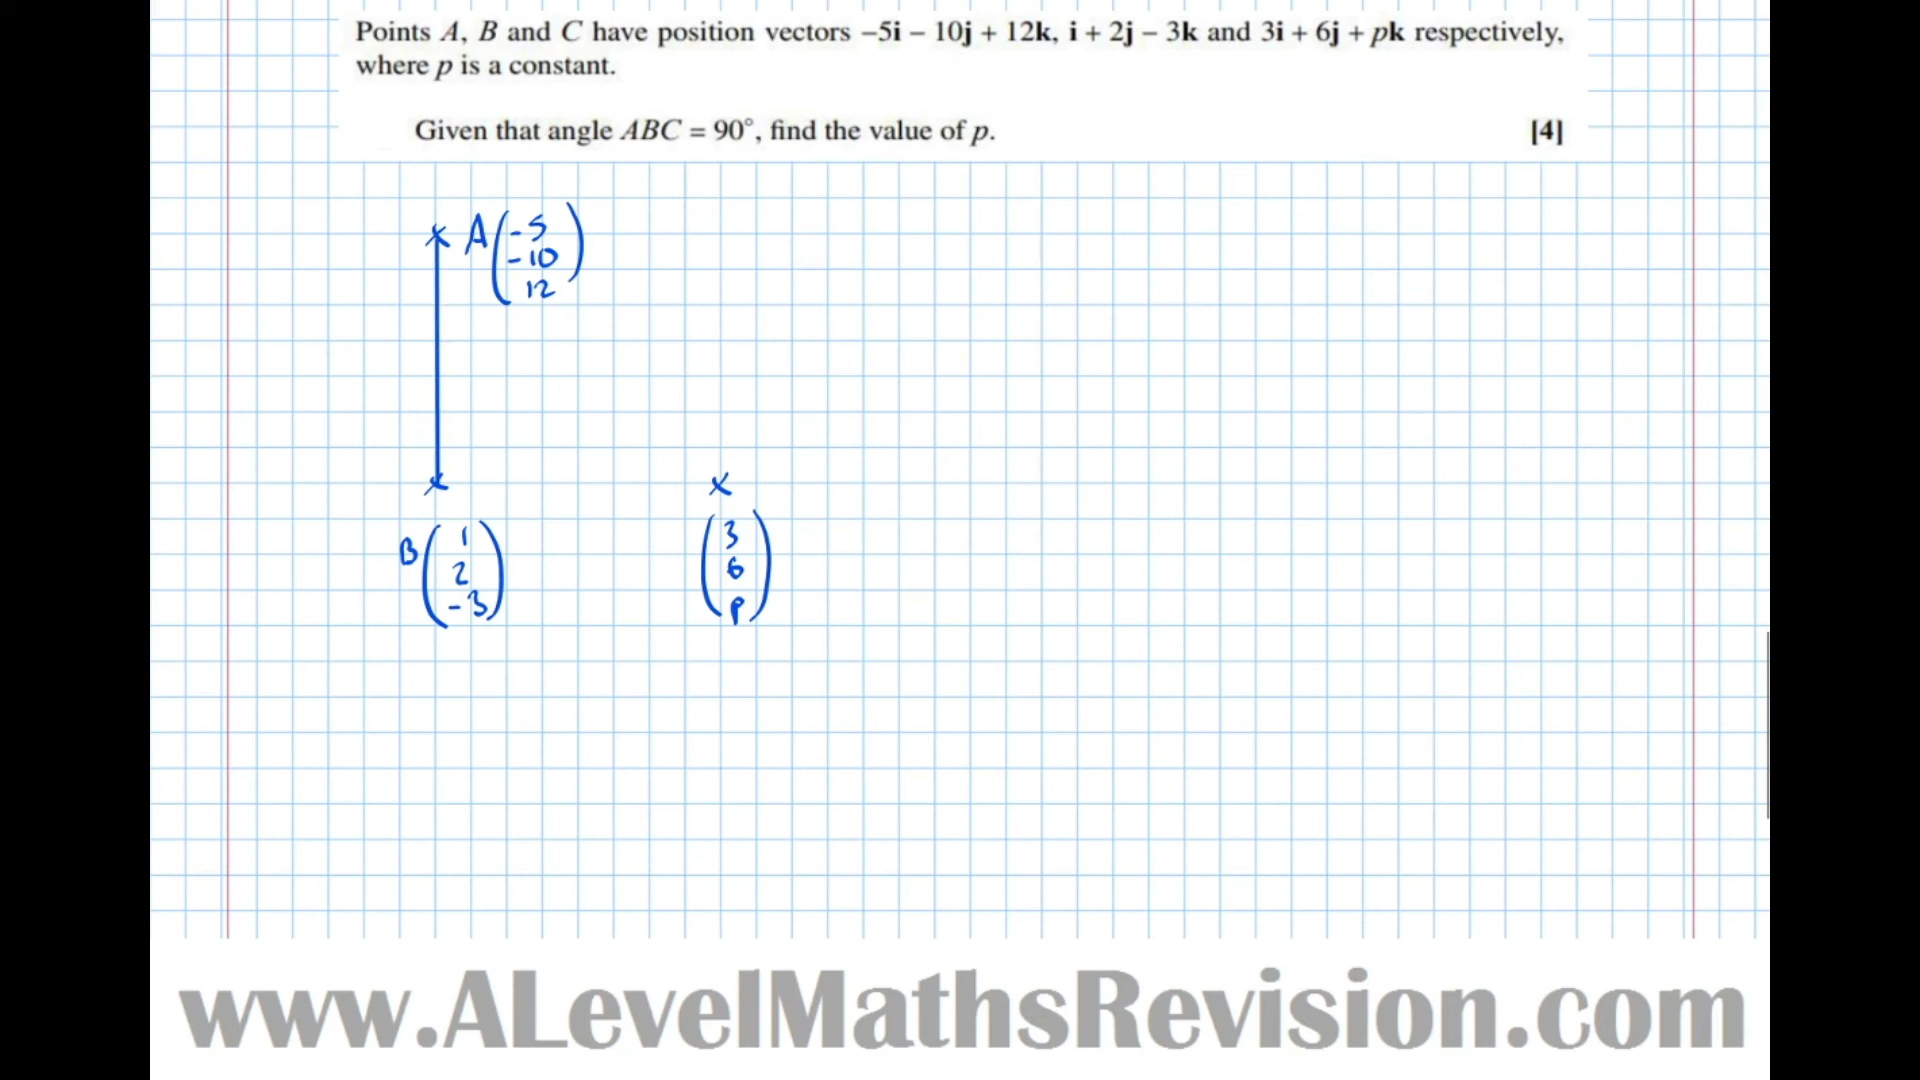 Points A, B and C have position vectors −5i − 10j + 12k, i + 2j − 3k and 3i + 6j + pk respectively,
where p is a constant.
Given that angle ABC = 90°, find the value of p. [4]
A (-5
-10
12)
B (1
2
-3)
(3
6
p)
www.ALevelMathsRevision.com